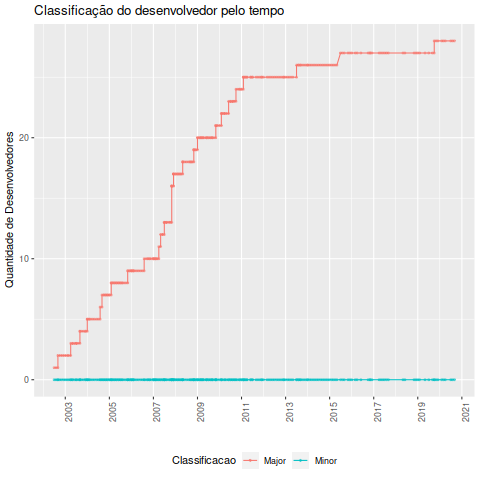 Classificação do desenvolvedor pelo tempo
Quantidade de Desenvolvedores
20
10
0
2003 2005 2007 2009 2011 2013 2015 2017 2019 2021
Classificacao Major Minor